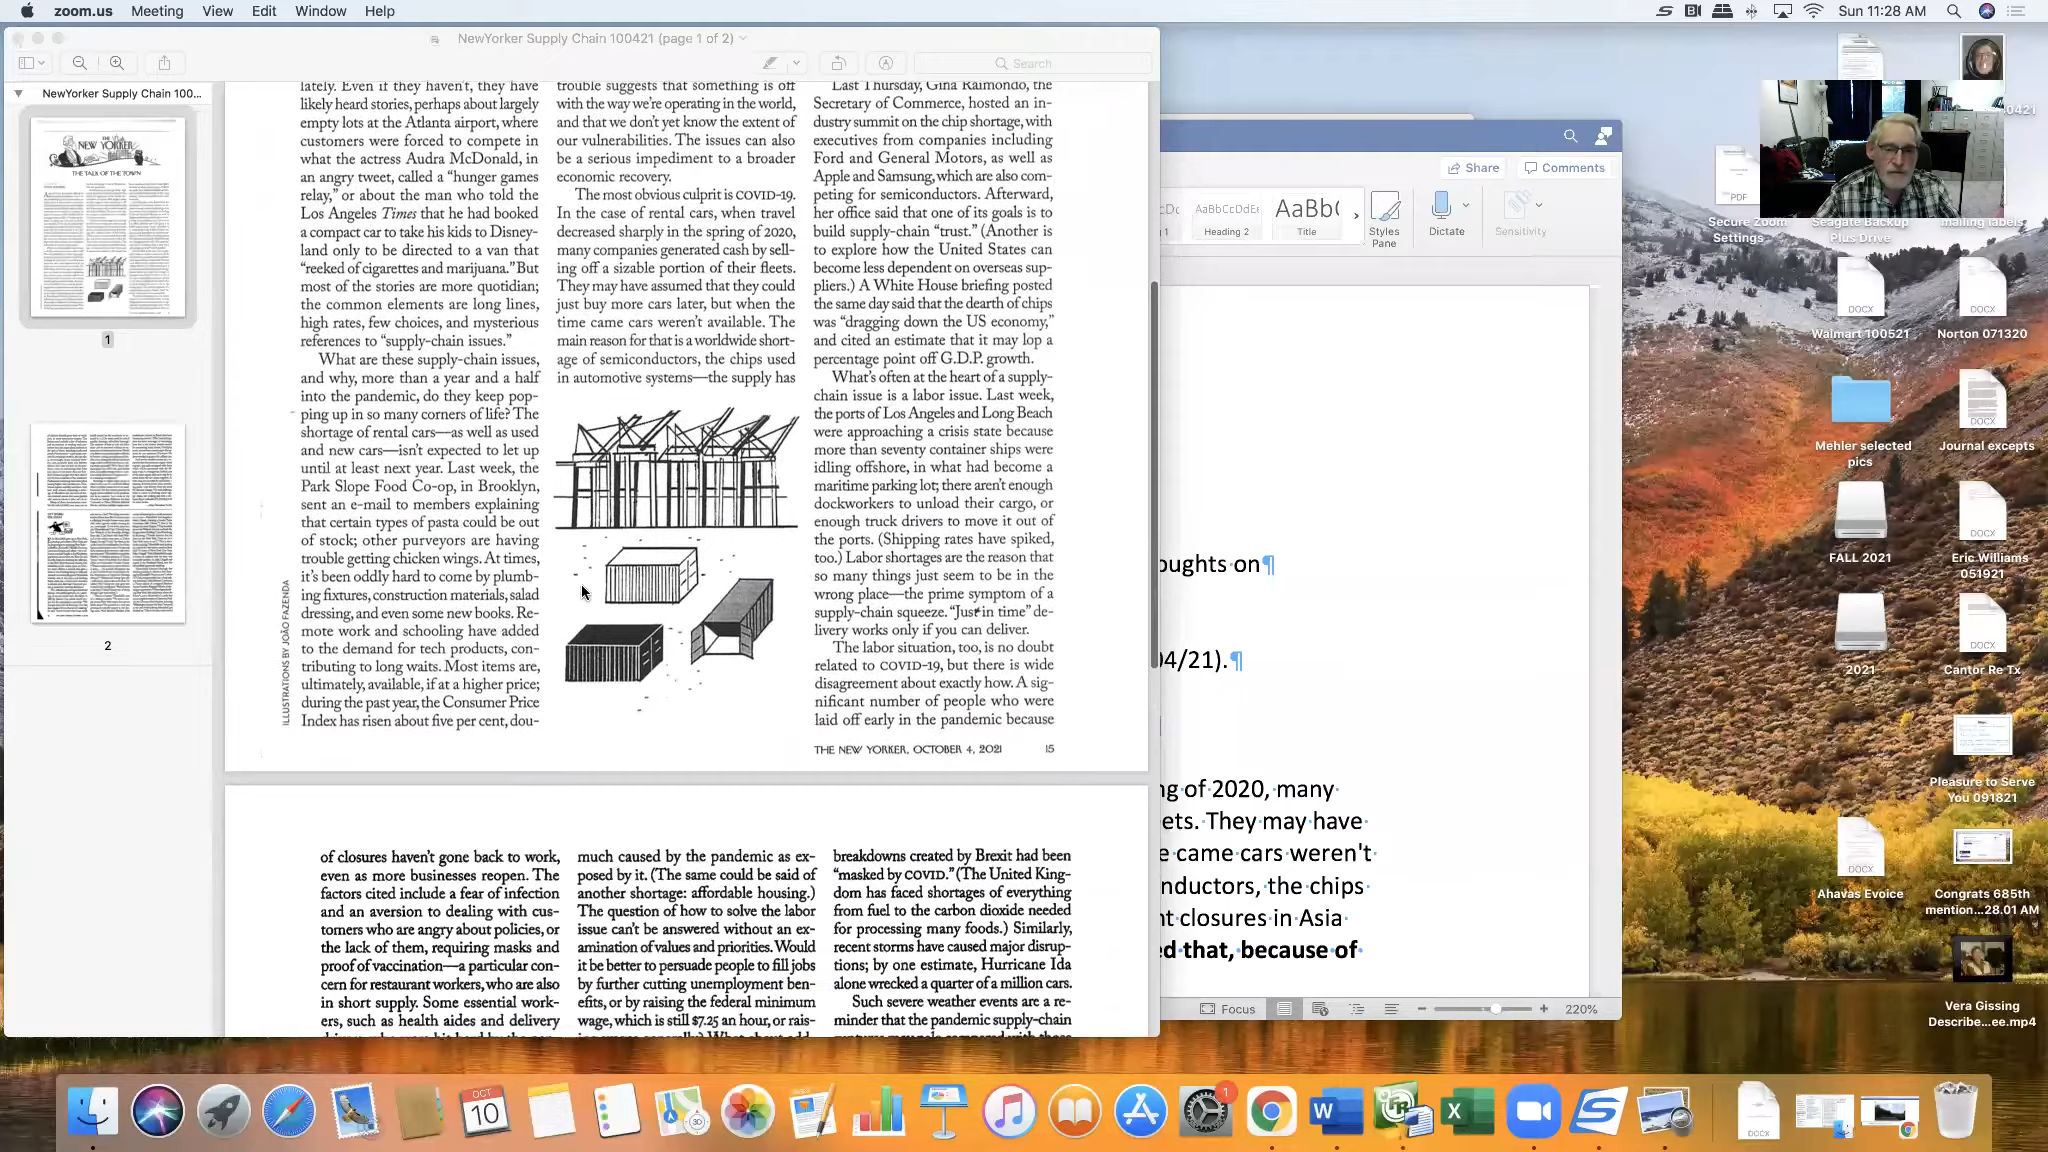 zoom.us Meeting View Edit Window Help
Sun 11:28 AM
NewYorker Supply Chain 100421 (page 1 of 2)
Search
NewYorker Supply Chain 100...
NEW YORKER
THE TALK OF THE TOWN
1
2
lately. Even if they haven't, they have
likely heard stories, perhaps about largely
empty lots at the Atlanta airport, where
customers were forced to compete in
what the actress Audra McDonald, in
an angry tweet, called a “hunger games
relay,” or about the man who told the
Los Angeles Times that he had booked
a compact car to take his kids to Disney-
land only to be directed to a van that
“reeked of cigarettes and marijuana.” But
most of the stories are more quotidian;
the common elements are long lines,
high rates, few choices, and mysterious
references to “supply-chain issues.”
What are these supply-chain issues,
and why, more than a year and a half
into the pandemic, do they keep pop-
ping up in so many corners of life? The
shortage of rental cars—as well as used
and new cars—isn't expected to let up
until at least next year. Last week, the
Park Slope Food Co-op, in Brooklyn,
sent an e-mail to members explaining
that certain types of pasta could be out
of stock; other purveyors are having
trouble getting chicken wings. At times,
it's been oddly hard to come by plumb-
ing fixtures, construction materials, salad
dressing, and even some new books. Re-
mote work and schooling have added
to the demand for tech products, con-
tributing to long waits. Most items are,
ultimately, available, if at a higher price;
during the past year, the Consumer Price
Index has risen about five per cent, dou-
ILLUSTRATIONS BY JOÃO FAZENDA
trouble suggests that something is off
with the way we're operating in the world,
and that we don't yet know the extent of
our vulnerabilities. The issues can also
be a serious impediment to a broader
economic recovery.
The most obvious culprit is COVID-19.
In the case of rental cars, when travel
decreased sharply in the spring of 2020,
many companies generated cash by sell-
ing off a sizable portion of their fleets.
They may have assumed that they could
just buy more cars later, but when the
time came cars weren't available. The
main reason for that is a worldwide short-
age of semiconductors, the chips used
in automotive systems—the supply has
Last Thursday, Gina Raimondo, the
Secretary of Commerce, hosted an in-
dustry summit on the chip shortage, with
executives from companies including
Ford and General Motors, as well as
Apple and Samsung, which are also com-
peting for semiconductors. Afterward,
her office said that one of its goals is to
build supply-chain “trust.” (Another is
to explore how the United States can
become less dependent on overseas sup-
pliers.) A White House briefing posted
the same day said that the dearth of chips
was “dragging down the US economy,”
and cited an estimate that it may lop a
percentage point off G.D.P. growth.
What's often at the heart of a supply-
chain issue is a labor issue. Last week,
the ports of Los Angeles and Long Beach
were approaching a crisis state because
more than seventy container ships were
idling offshore, in what had become a
maritime parking lot; there aren't enough
dockworkers to unload their cargo, or
enough truck drivers to move it out of
the ports. (Shipping rates have spiked,
too.) Labor shortages are the reason that
so many things just seem to be in the
wrong place—the prime symptom of a
supply-chain squeeze. “Just in time” de-
livery works only if you can deliver.
The labor situation, too, is no doubt
related to COVID-19, but there is wide
disagreement about exactly how. A sig-
nificant number of people who were
laid off early in the pandemic because
THE NEW YORKER, OCTOBER 4, 2021 15
of closures haven't gone back to work,
even as more businesses reopen. The
factors cited include a fear of infection
and an aversion to dealing with cus-
tomers who are angry about policies, or
the lack of them, requiring masks and
proof of vaccination—a particular con-
cern for restaurant workers, who are also
in short supply. Some essential work-
ers, such as health aides and delivery
much caused by the pandemic as ex-
posed by it. (The same could be said of
another shortage: affordable housing.)
The question of how to solve the labor
issue can't be answered without an ex-
amination of values and priorities. Would
it be better to persuade people to fill jobs
by further cutting unemployment ben-
efits, or by raising the federal minimum
wage, which is still $7.25 an hour, or rais-
breakdowns created by Brexit had been
“masked by COVID.” (The United King-
dom has faced shortages of everything
from fuel to the carbon dioxide needed
for processing many foods.) Similarly,
recent storms have caused major disrup-
tions; by one estimate, Hurricane Ida
alone wrecked a quarter of a million cars.
Such severe weather events are a re-
minder that the pandemic supply-chain
Share Comments
AaBbCcDdEe AaBb(
Heading 2 Title
Styles
Pane
Dictate
Sensitivity
oughts on¶
04/21).¶
ng of 2020, many
ets. They may have
e came cars weren't
nductors, the chips
nt closures in Asia
ed that, because of
Focus
220%
0421
PDF
Secure Zoom
Settings
Seagate Backup
Plus Drive
mailing labels
DOCX
Walmart 100521
DOCX
Norton 071320
Mehler selected
pics
Journal excepts
FALL 2021
DOCX
Eric Williams
051921
2021
DOCX
Cantor Re Tx
Pleasure to Serve
You 091821
DOCX
Ahavas Evoice
Congrats 685th
mention...28.01 AM
Vera Gissing
Describe...ee.mp4
OCT
10
3D
1
W
X
DOCX